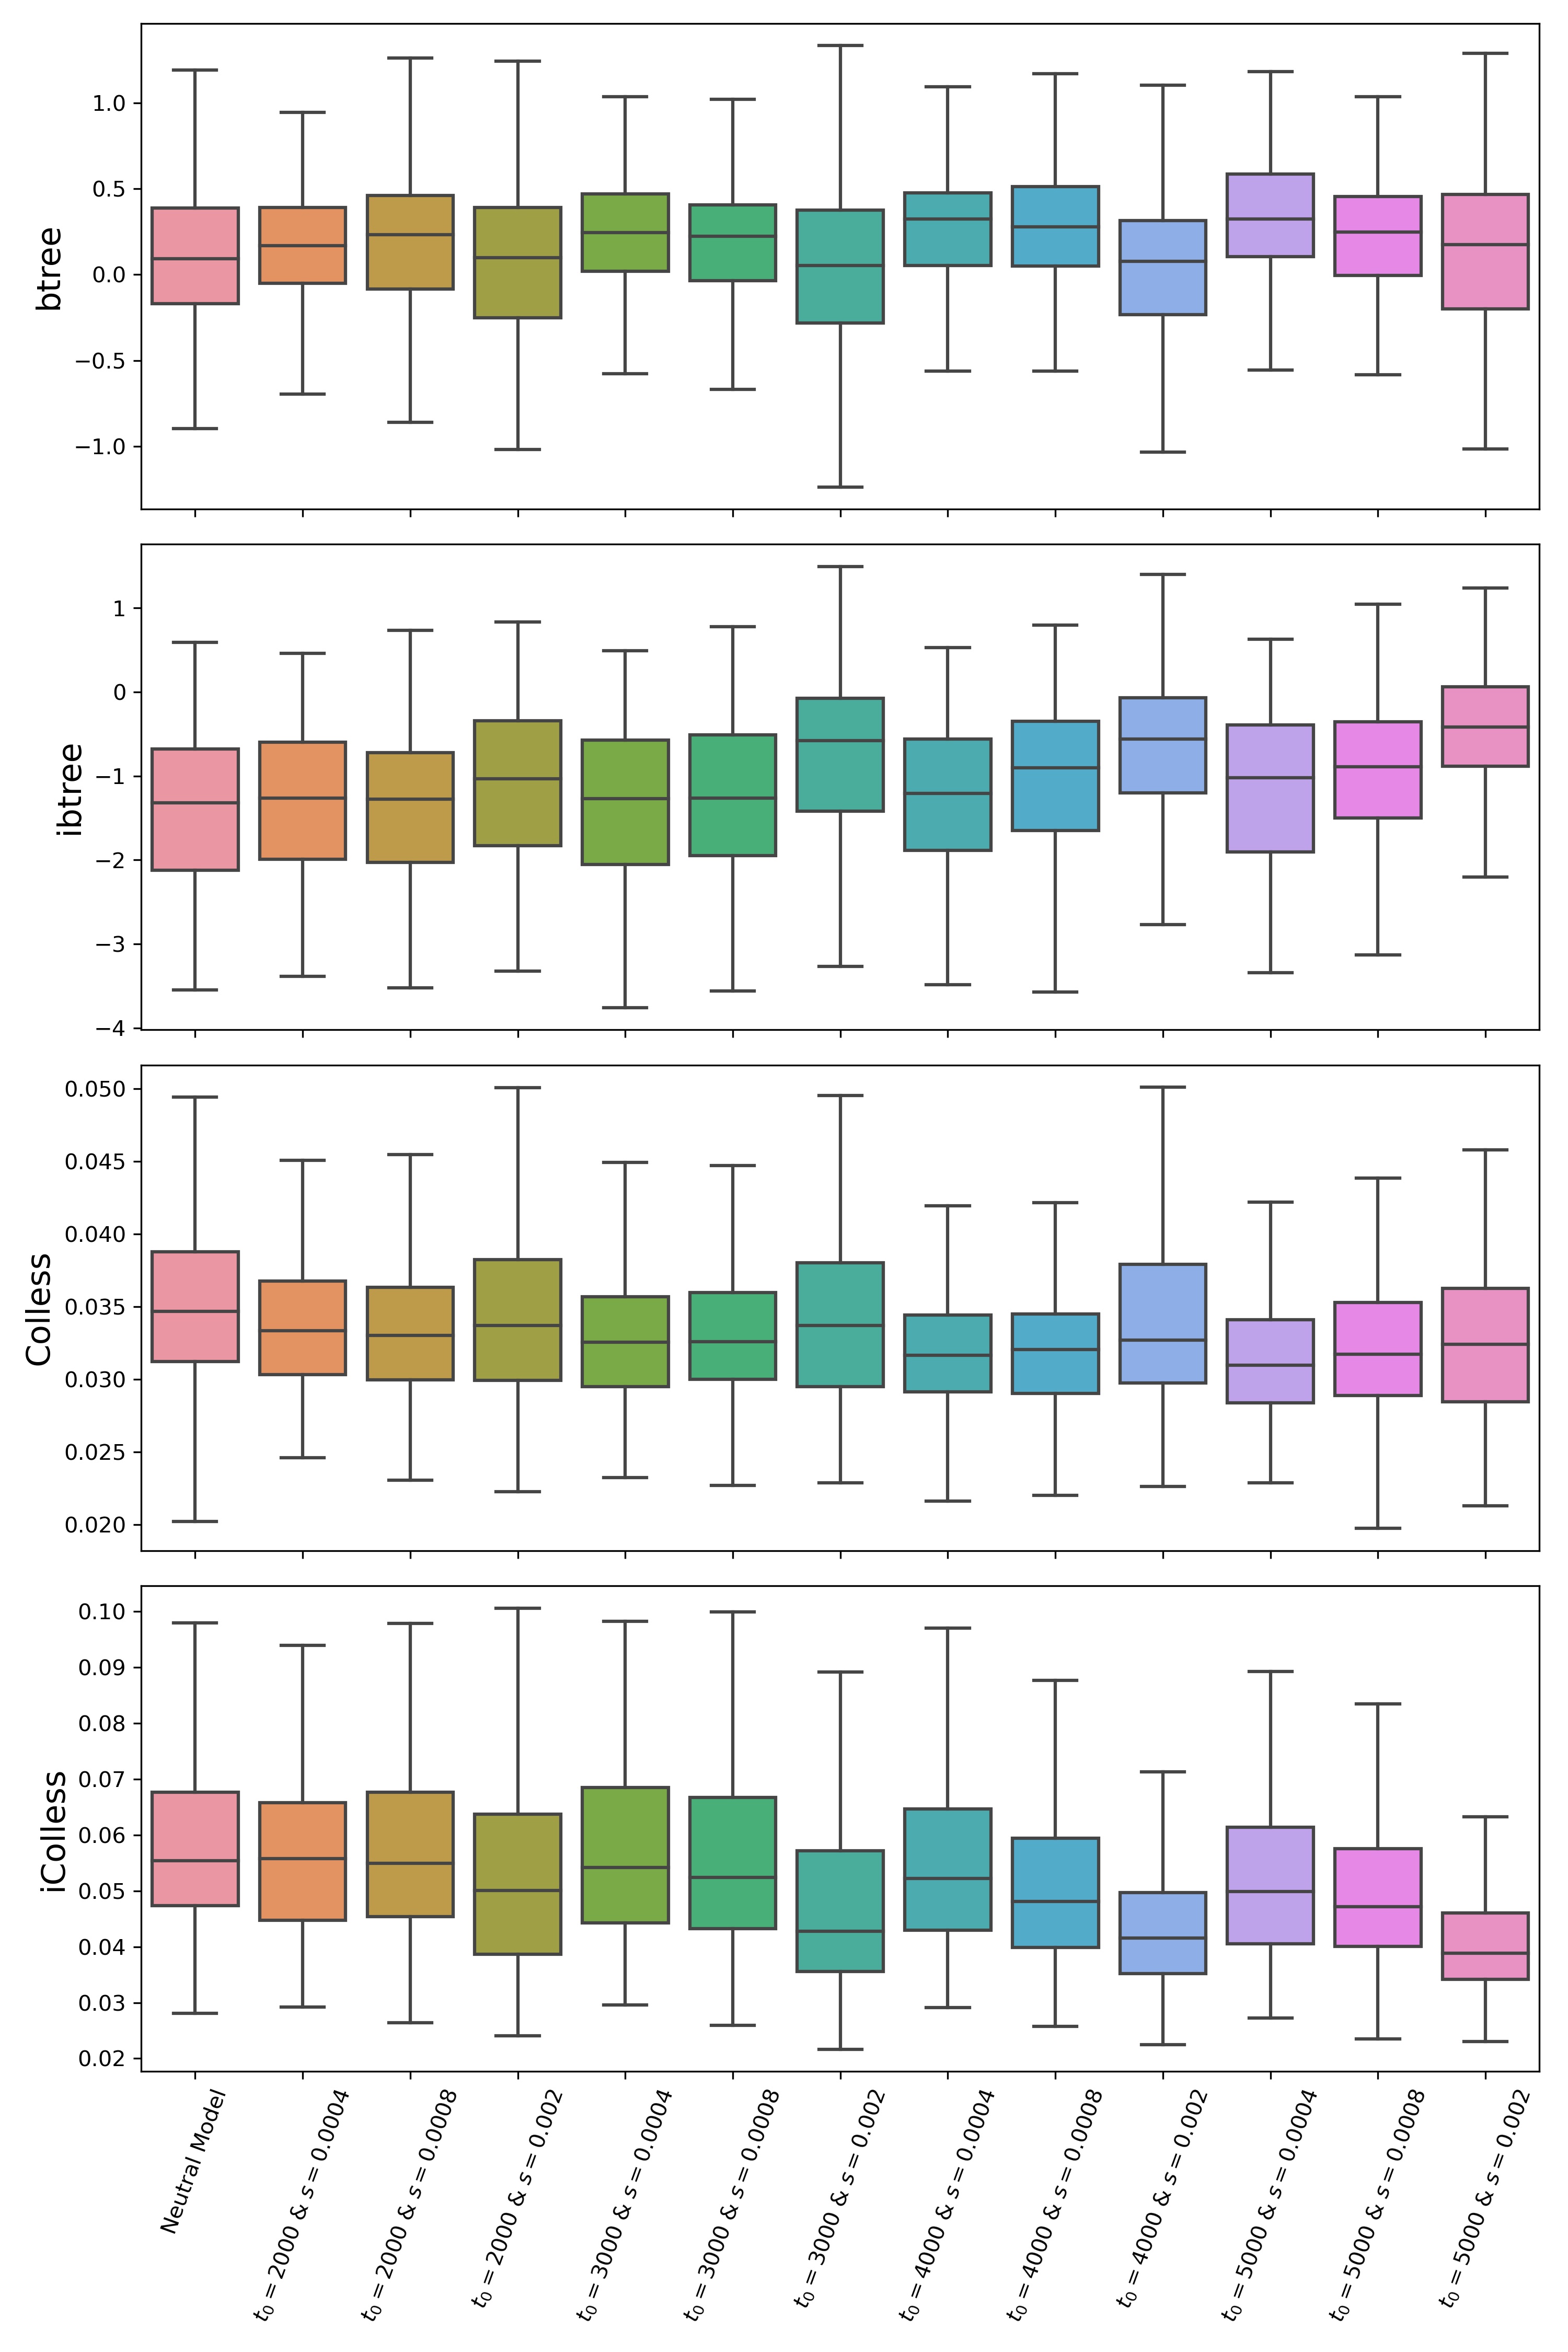 btree
1.0
0.5
0.0
−0.5
−1.0
ibtree
1
0
−1
−2
−3
−4
Colless
0.050
0.045
0.040
0.035
0.030
0.025
0.020
iColless
0.10
0.09
0.08
0.07
0.06
0.05
0.04
0.03
0.02
Neutral Model
t₀ = 2000 & s = 0.0004
t₀ = 2000 & s = 0.0008
t₀ = 2000 & s = 0.002
t₀ = 3000 & s = 0.0004
t₀ = 3000 & s = 0.0008
t₀ = 3000 & s = 0.002
t₀ = 4000 & s = 0.0004
t₀ = 4000 & s = 0.0008
t₀ = 4000 & s = 0.002
t₀ = 5000 & s = 0.0004
t₀ = 5000 & s = 0.0008
t₀ = 5000 & s = 0.002